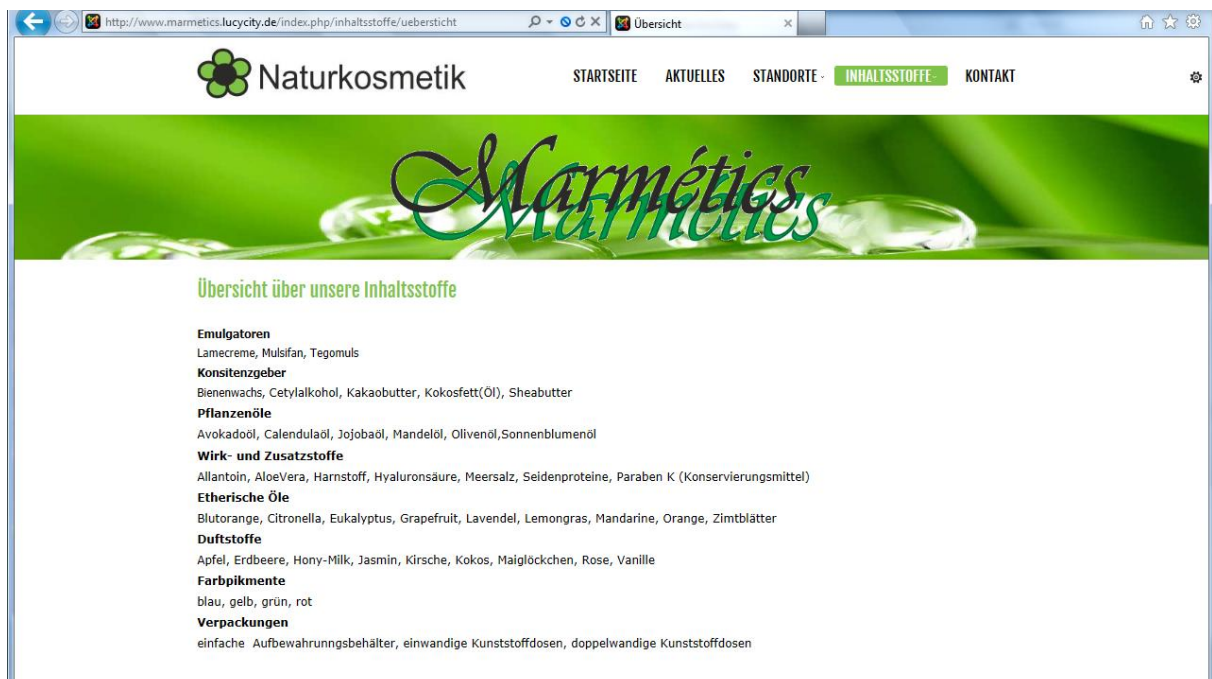 http://www.marmetics.lucycity.de/index.php/inhaltsstoffe/uebersticht
Übersicht
Naturkosmetik
STARTSEITE AKTUELLES STANDORTE INHALTSSTOFFE KONTAKT
Marmétics
Übersicht über unsere Inhaltsstoffe
Emulgatoren
Lamecreme, Mulsifan, Tegomuls
Konsitenzgeber
Bienenwachs, Cetylalkohol, Kakaobutter, Kokosfett(Öl), Sheabutter
Pflanzenöle
Avokadoöl, Calendulaöl, Jojobaöl, Mandelöl, Olivenöl,Sonnenblumenöl
Wirk- und Zusatzstoffe
Allantoin, AloeVera, Harnstoff, Hyaluronsäure, Meersalz, Seidenproteine, Paraben K (Konservierungsmittel)
Etherische Öle
Blutorange, Citronella, Eukalyptus, Grapefruit, Lavendel, Lemongras, Mandarine, Orange, Zimtblätter
Duftstoffe
Apfel, Erdbeere, Hony-Milk, Jasmin, Kirsche, Kokos, Maiglöckchen, Rose, Vanille
Farbpikmente
blau, gelb, grün, rot
Verpackungen
einfache Aufbewahrunngsbehälter, einwandige Kunststoffdosen, doppelwandige Kunststoffdosen